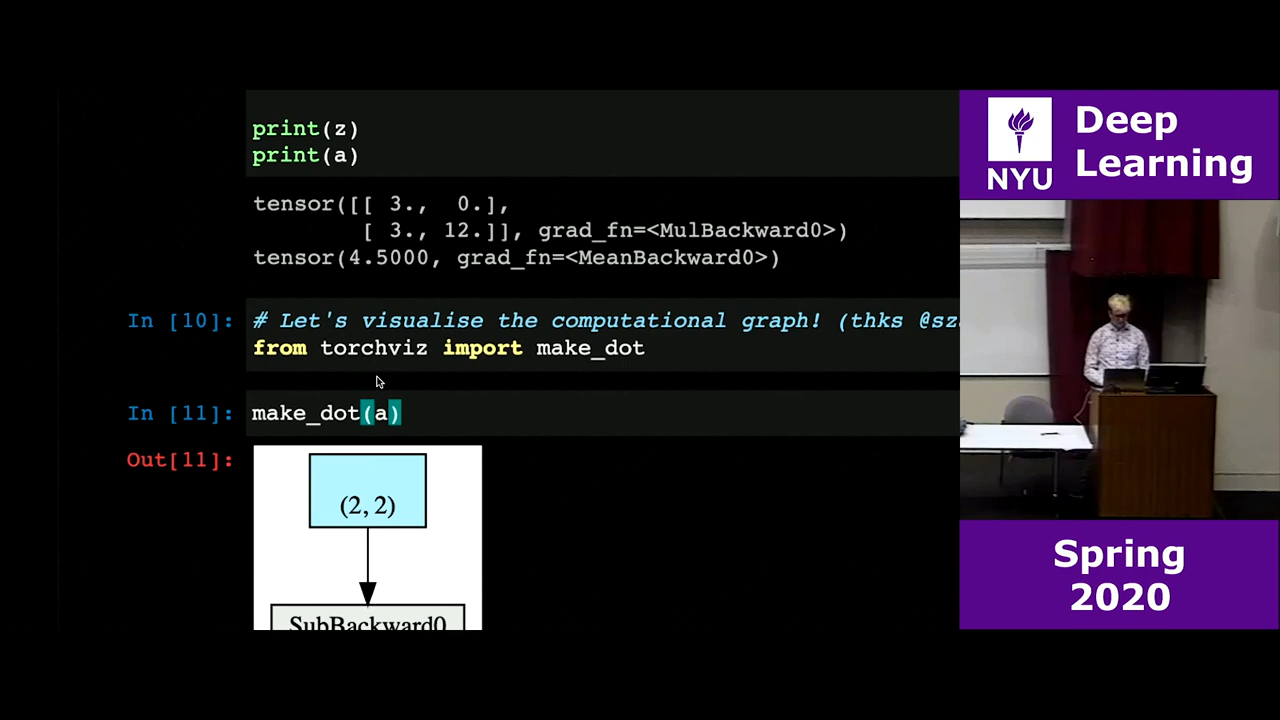 print(z)
print(a)
tensor([[ 3.,  0.],
[ 3., 12.]], grad_fn=<MulBackward0>)
tensor(4.5000, grad_fn=<MeanBackward0>)
In [10]: # Let's visualise the computational graph! (thks @sz
from torchviz import make_dot
In [11]: make_dot(a)
Out[11]:
(2, 2)
SubBackward0
NYU
Deep
Learning
Spring
2020